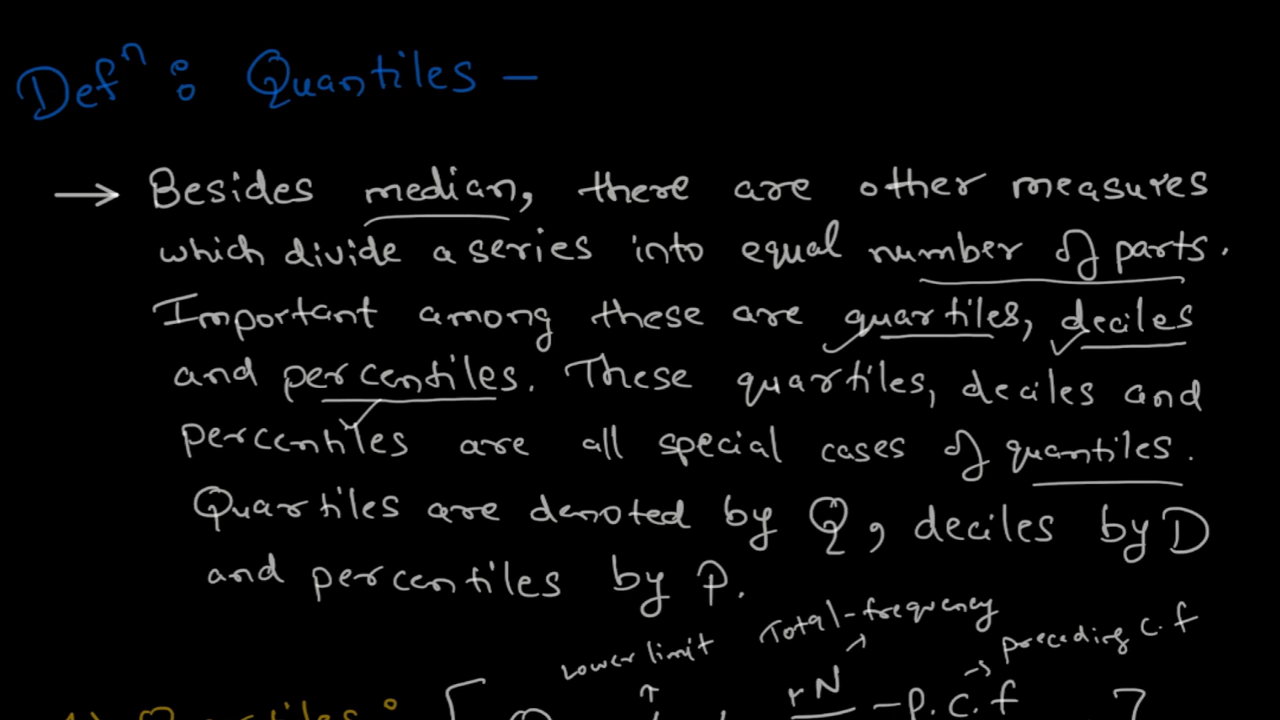 Defⁿ : Quantiles –
→ Besides median, there are other measures
which divide a series into equal number of parts.
Important among these are quartiles, deciles
and percentiles. These quartiles, deciles and
percentiles are all special cases of quantiles.
Quartiles are denoted by Q, deciles by D
and percentiles by P.
Lower limit Total-frequency → preceding c.f
rN – p.c.f